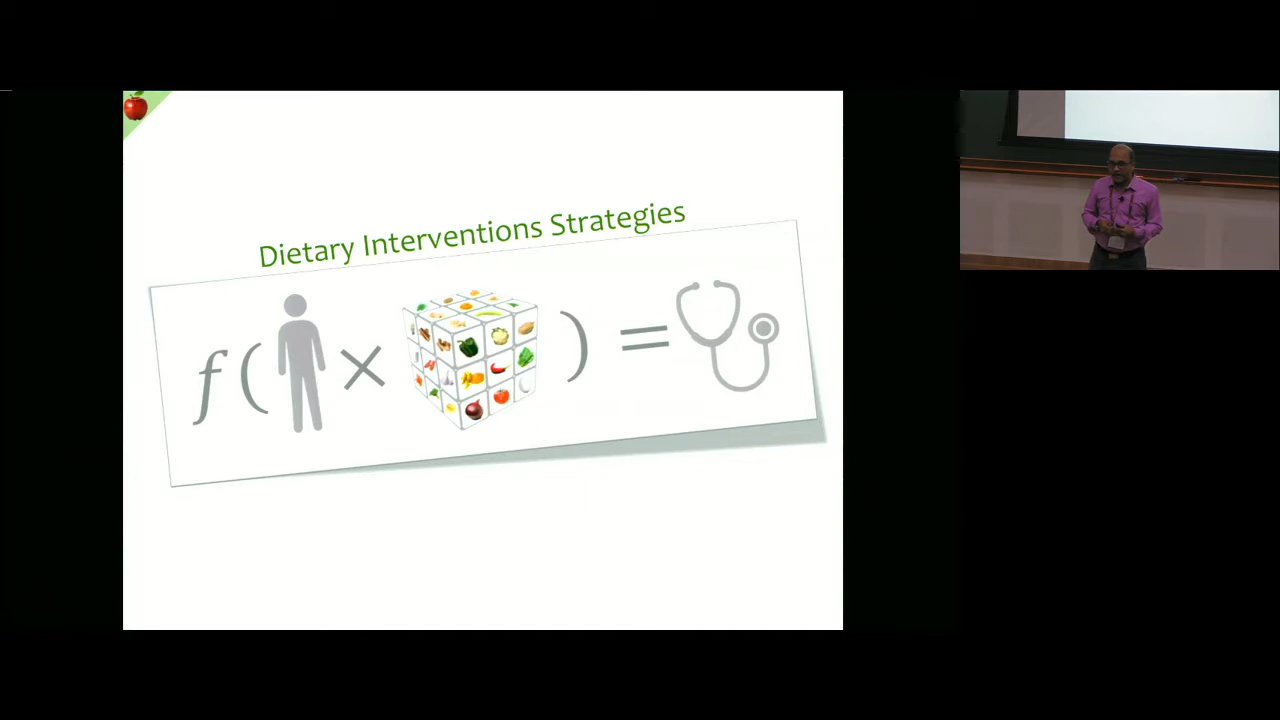 Dietary Interventions Strategies
f( × ) =